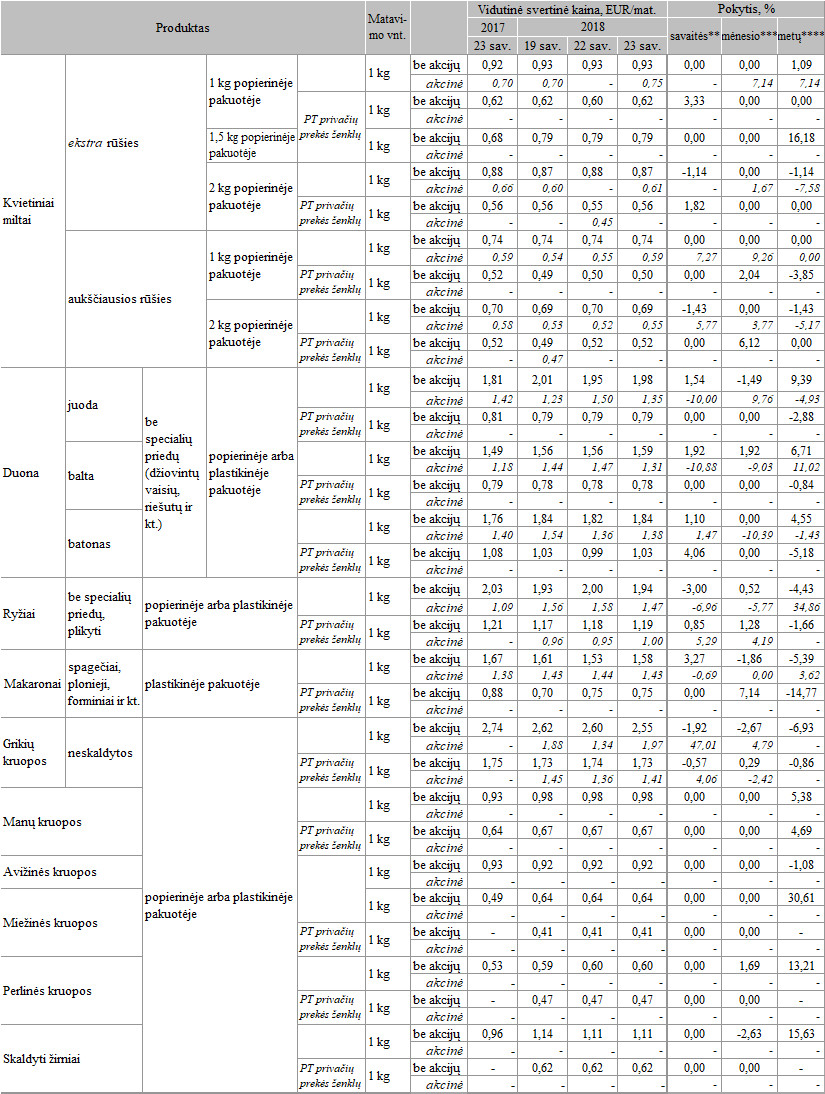 Produktas Matavi- Vidutinė svertinė kaina, EUR/mat. Pokytis, %
mo vnt. 2017 2018 savaitės** mėnesio*** metų****
23 sav. 19 sav. 22 sav. 23 sav.
Kvietiniai miltai ekstra rūšies 1 kg popierinėje pakuotėje 1 kg be akcijų 0,92 0,93 0,93 0,93 0,00 0,00 1,09
akcinė 0,70 0,70 - 0,75 - 7,14 7,14
PT privačių prekės ženklų 1 kg be akcijų 0,62 0,62 0,60 0,62 3,33 0,00 0,00
akcinė - - - - - - -
1,5 kg popierinėje pakuotėje 1 kg be akcijų 0,68 0,79 0,79 0,79 0,00 0,00 16,18
akcinė - - - - - - -
2 kg popierinėje pakuotėje 1 kg be akcijų 0,88 0,87 0,88 0,87 -1,14 0,00 -1,14
akcinė 0,66 0,60 - 0,61 - 1,67 -7,58
PT privačių prekės ženklų 1 kg be akcijų 0,56 0,56 0,55 0,56 1,82 0,00 0,00
akcinė - - 0,45 - - - -
aukščiausios rūšies 1 kg popierinėje pakuotėje 1 kg be akcijų 0,74 0,74 0,74 0,74 0,00 0,00 0,00
akcinė 0,59 0,54 0,55 0,59 7,27 9,26 0,00
PT privačių prekės ženklų 1 kg be akcijų 0,52 0,49 0,50 0,50 0,00 2,04 -3,85
akcinė - - - - - - -
2 kg popierinėje pakuotėje 1 kg be akcijų 0,70 0,69 0,70 0,69 -1,43 0,00 -1,43
akcinė 0,58 0,53 0,52 0,55 5,77 3,77 -5,17
PT privačių prekės ženklų 1 kg be akcijų 0,52 0,49 0,52 0,52 0,00 6,12 0,00
akcinė - 0,47 - - - - -
Duona juoda be specialių priedų (džiovintų vaisių, riešutų ir kt.) popierinėje arba plastikinėje pakuotėje 1 kg be akcijų 1,81 2,01 1,95 1,98 1,54 -1,49 9,39
akcinė 1,42 1,23 1,50 1,35 -10,00 9,76 -4,93
PT privačių prekės ženklų 1 kg be akcijų 0,81 0,79 0,79 0,79 0,00 0,00 -2,88
akcinė - - - - - - -
balta 1 kg be akcijų 1,49 1,56 1,56 1,59 1,92 1,92 6,71
akcinė 1,18 1,44 1,47 1,31 -10,88 -9,03 11,02
PT privačių prekės ženklų 1 kg be akcijų 0,79 0,78 0,78 0,78 0,00 0,00 -0,84
akcinė - - - - - - -
batonas 1 kg be akcijų 1,76 1,84 1,82 1,84 1,10 0,00 4,55
akcinė 1,40 1,54 1,36 1,38 1,47 -10,39 -1,43
PT privačių prekės ženklų 1 kg be akcijų 1,08 1,03 0,99 1,03 4,06 0,00 -5,18
akcinė - - - - - - -
Ryžiai be specialių priedų, plikyti popierinėje arba plastikinėje pakuotėje 1 kg be akcijų 2,03 1,93 2,00 1,94 -3,00 0,52 -4,43
akcinė 1,09 1,56 1,58 1,47 -6,96 -5,77 34,86
PT privačių prekės ženklų 1 kg be akcijų 1,21 1,17 1,18 1,19 0,85 1,28 -1,66
akcinė - 0,96 0,95 1,00 5,29 4,19 -
Makaronai spagečiai, plonieji, forminiai ir kt. plastikinėje pakuotėje 1 kg be akcijų 1,67 1,61 1,53 1,58 3,27 -1,86 -5,39
akcinė 1,38 1,43 1,44 1,43 -0,69 0,00 3,62
PT privačių prekės ženklų 1 kg be akcijų 0,88 0,70 0,75 0,75 0,00 7,14 -14,77
akcinė - - - - - - -
Grikių kruopos neskaldytos popierinėje arba plastikinėje pakuotėje 1 kg be akcijų 2,74 2,62 2,60 2,55 -1,92 -2,67 -6,93
akcinė - 1,88 1,34 1,97 47,01 4,79 -
PT privačių prekės ženklų 1 kg be akcijų 1,75 1,73 1,74 1,73 -0,57 0,29 -0,86
akcinė - 1,45 1,36 1,41 4,06 -2,42 -
Manų kruopos 1 kg be akcijų 0,93 0,98 0,98 0,98 0,00 0,00 5,38
akcinė - - - - - - -
PT privačių prekės ženklų 1 kg be akcijų 0,64 0,67 0,67 0,67 0,00 0,00 4,69
akcinė - - - - - - -
Avižinės kruopos 1 kg be akcijų 0,93 0,92 0,92 0,92 0,00 0,00 -1,08
akcinė - - - - - - -
Miežinės kruopos 1 kg be akcijų 0,49 0,64 0,64 0,64 0,00 0,00 30,61
akcinė - - - - - - -
PT privačių prekės ženklų 1 kg be akcijų - 0,41 0,41 0,41 0,00 0,00 -
akcinė - - - - - - -
Perlinės kruopos 1 kg be akcijų 0,53 0,59 0,60 0,60 0,00 1,69 13,21
akcinė - - - - - - -
PT privačių prekės ženklų 1 kg be akcijų - 0,47 0,47 0,47 0,00 0,00 -
akcinė - - - - - - -
Skaldyti žirniai 1 kg be akcijų 0,96 1,14 1,11 1,11 0,00 -2,63 15,63
akcinė - - - - - - -
PT privačių prekės ženklų 1 kg be akcijų - 0,62 0,62 0,62 0,00 0,00 -
akcinė - - - - - - -